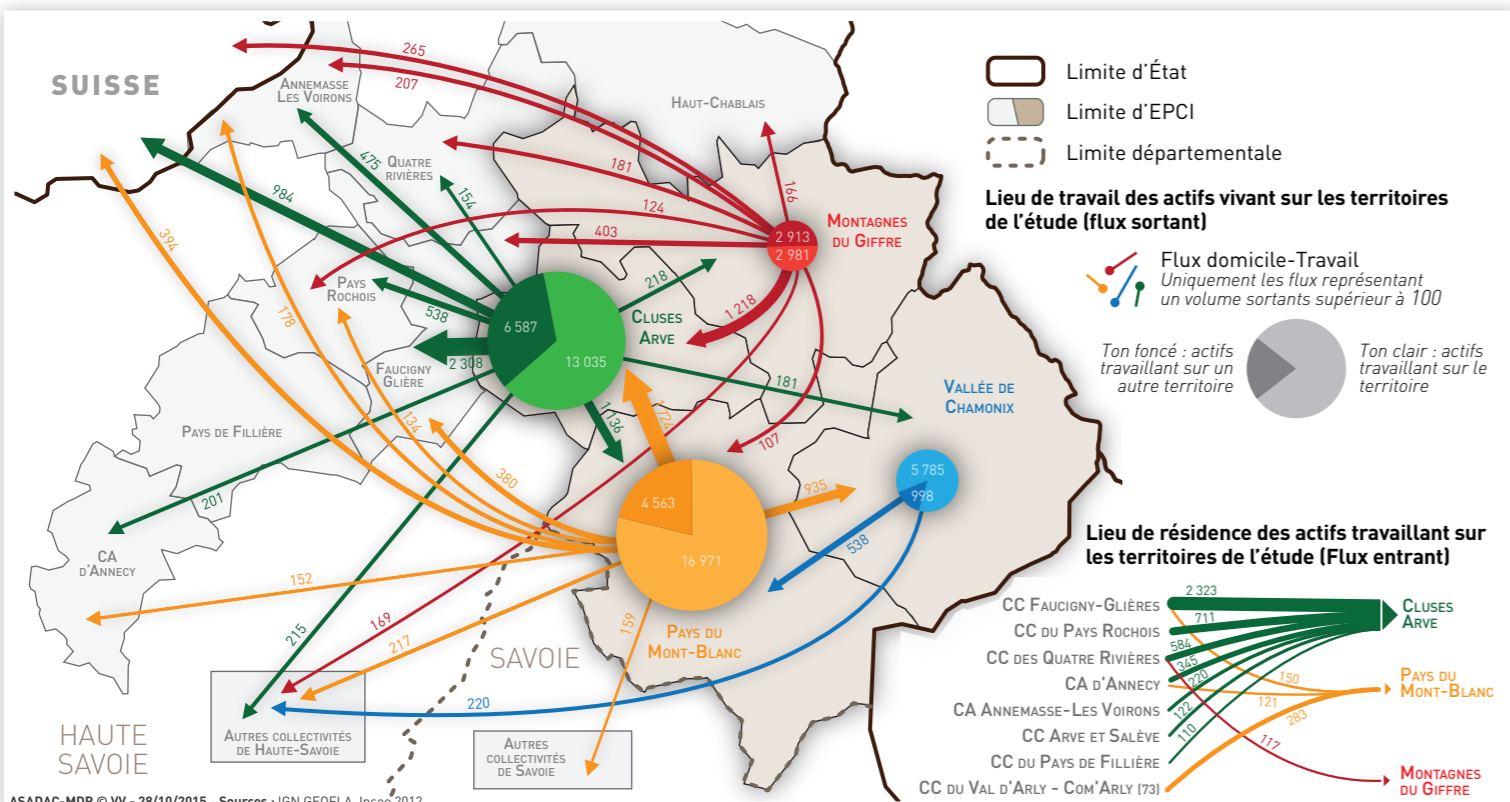 SUISSE
ANNEMASSE
LES VOIRONS
HAUT-CHABLAIS
QUATRE
RIVIÈRES
265
207
181
166
475
154
984
124
403
394
MONTAGNES
DU GIFFRE
2 913
2 981
218
PAYS
ROCHOIS
178
538
6 587
13 035
CLUSES
ARVE
1 218
2 308
FAUCIGNY
GLIÈRE
181
VALLÉE DE
CHAMONIX
PAYS DE FILLIÈRE
134
1 136
1 724
107
380
201
4 563
16 971
935
5 785
998
538
CA
D'ANNECY
152
169
215
217
159
PAYS DU
MONT-BLANC
SAVOIE
220
HAUTE
SAVOIE
AUTRES COLLECTIVITÉS
DE HAUTE-SAVOIE
AUTRES
COLLECTIVITÉS
DE SAVOIE
Limite d'État
Limite d'EPCI
Limite départementale
Lieu de travail des actifs vivant sur les territoires
de l'étude (flux sortant)
Flux domicile-Travail
Uniquement les flux représentant
un volume sortants supérieur à 100
Ton foncé : actifs
travaillant sur un
autre territoire
Ton clair : actifs
travaillant sur le
territoire
Lieu de résidence des actifs travaillant sur
les territoires de l'étude (Flux entrant)
CC FAUCIGNY-GLIÈRES
CC DU PAYS ROCHOIS
CC DES QUATRE RIVIÈRES
CA D'ANNECY
CA ANNEMASSE-LES VOIRONS
CC ARVE ET SALÈVE
CC DU PAYS DE FILLIÈRE
CC DU VAL D'ARLY - COM'ARLY (73)
2 323
711
584
345
220
122
110
150
121
283
117
CLUSES
ARVE
PAYS DU
MONT-BLANC
MONTAGNES
DU GIFFRE
ASADAC-MDP © VV - 28/10/2015 - Sources : IGN GEOFLA, Insee 2012